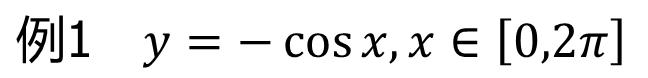 例1 y = − cos x, x ∈ [0,2π]